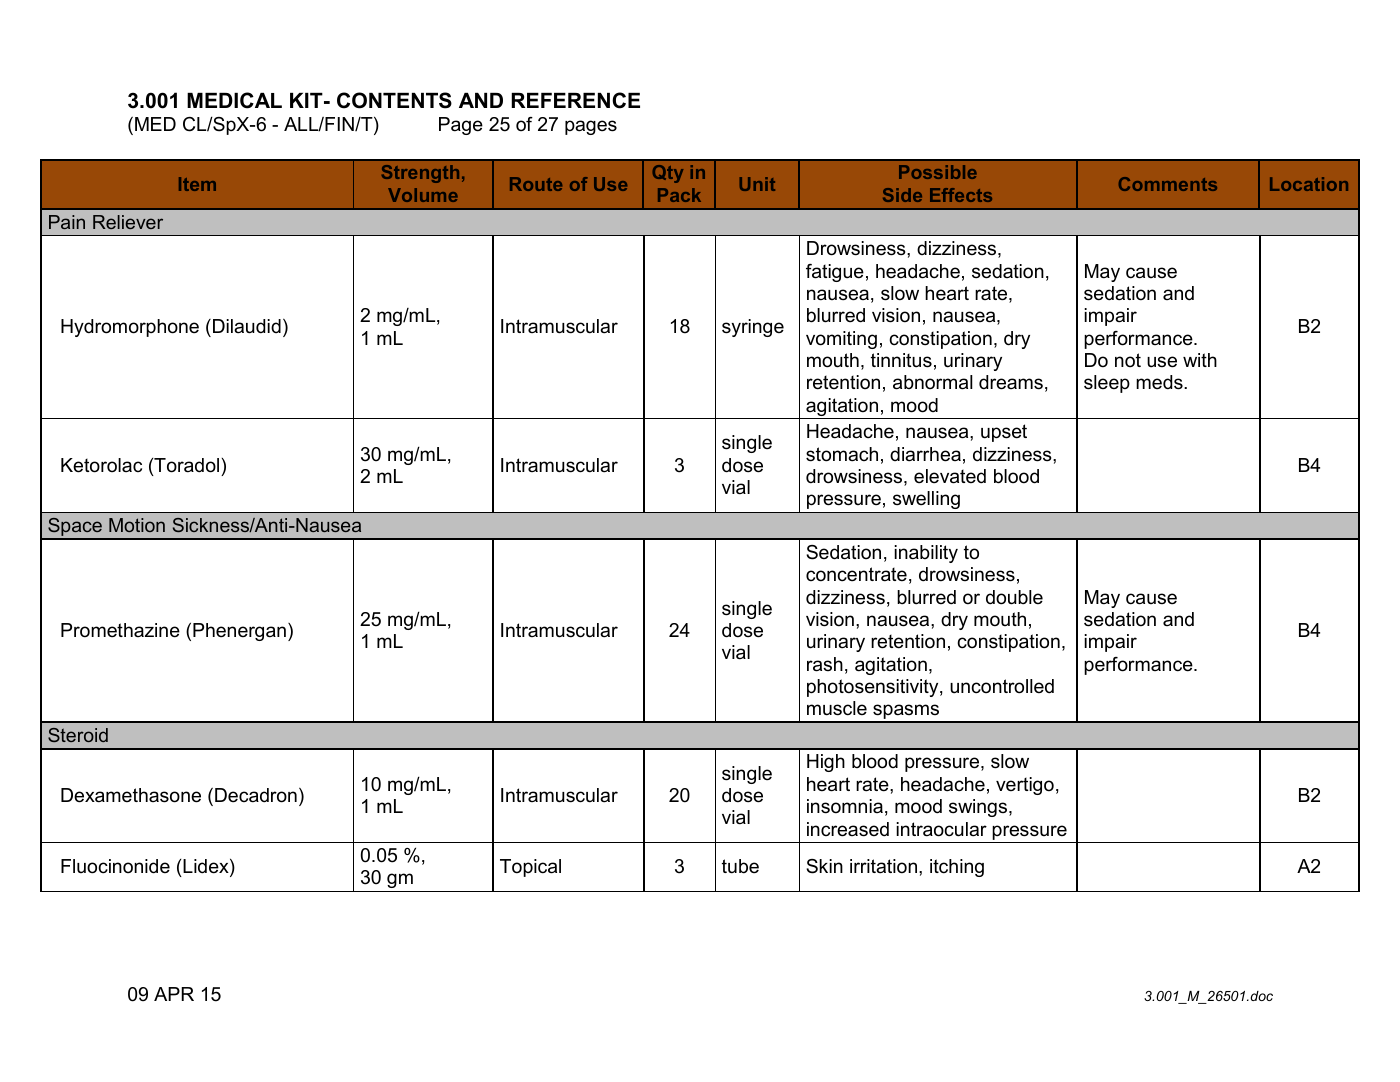 3.001 MEDICAL KIT- CONTENTS AND REFERENCE
(MED CL/SpX-6 - ALL/FIN/T) Page 25 of 27 pages
Item
Strength,
Volume
Route of Use
Qty in
Pack
Unit
Possible
Side Effects
Comments
Location
Pain Reliever
Hydromorphone (Dilaudid)
2 mg/mL,
1 mL
Intramuscular
18
syringe
Drowsiness, dizziness,
fatigue, headache, sedation,
nausea, slow heart rate,
blurred vision, nausea,
vomiting, constipation, dry
mouth, tinnitus, urinary
retention, abnormal dreams,
agitation, mood
May cause
sedation and
impair
performance.
Do not use with
sleep meds.
B2
Ketorolac (Toradol)
30 mg/mL,
2 mL
Intramuscular
3
single
dose
vial
Headache, nausea, upset
stomach, diarrhea, dizziness,
drowsiness, elevated blood
pressure, swelling
B4
Space Motion Sickness/Anti-Nausea
Promethazine (Phenergan)
25 mg/mL,
1 mL
Intramuscular
24
single
dose
vial
Sedation, inability to
concentrate, drowsiness,
dizziness, blurred or double
vision, nausea, dry mouth,
urinary retention, constipation,
rash, agitation,
photosensitivity, uncontrolled
muscle spasms
May cause
sedation and
impair
performance.
B4
Steroid
Dexamethasone (Decadron)
10 mg/mL,
1 mL
Intramuscular
20
single
dose
vial
High blood pressure, slow
heart rate, headache, vertigo,
insomnia, mood swings,
increased intraocular pressure
B2
Fluocinonide (Lidex)
0.05 %,
30 gm
Topical
3
tube
Skin irritation, itching
A2
09 APR 15
3.001_M_26501.doc